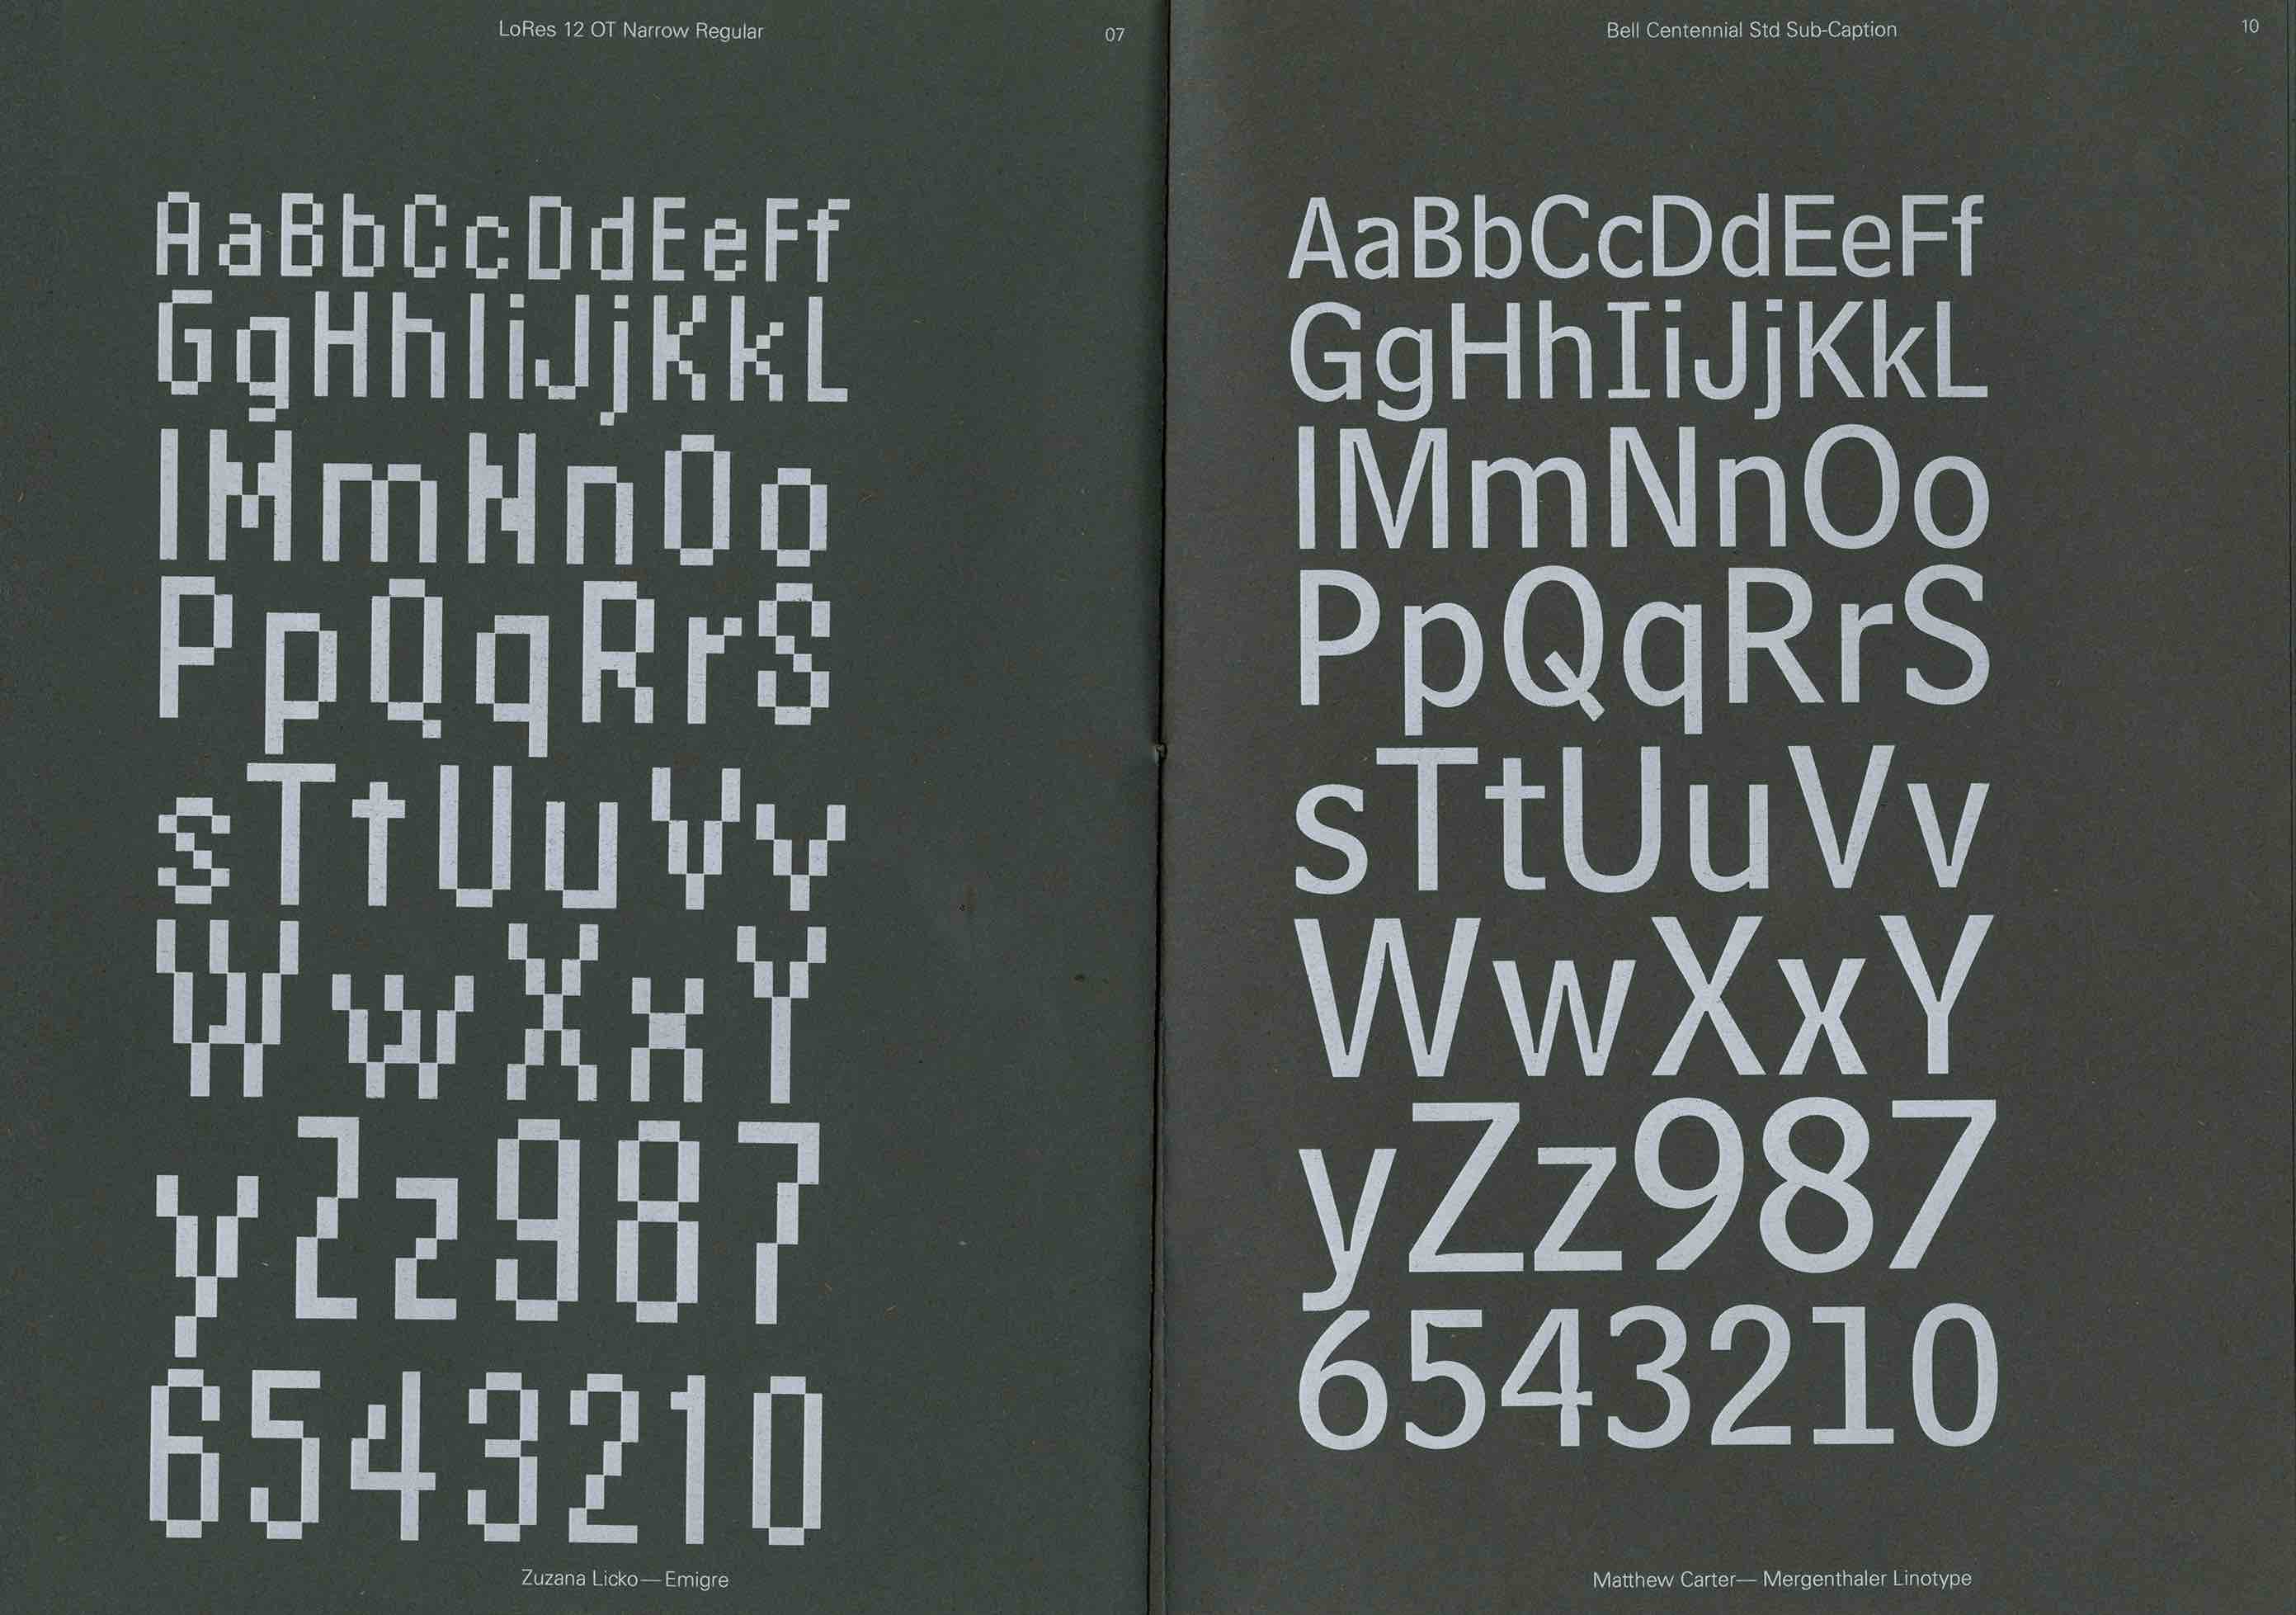 LoRes 12 OT Narrow Regular
07
AaBbCcDdEeFf
GgHhIiJjKkL
lMmNnOo
PpQqRrS
sTtUuVv
WwXxY
yZz987
6543210
Zuzana Licko—Emigre
Bell Centennial Std Sub-Caption
10
AaBbCcDdEeFf
GgHhIiJjKkL
lMmNnOo
PpQqRrS
sTtUuVv
WwXxY
yZz987
6543210
Matthew Carter— Mergenthaler Linotype